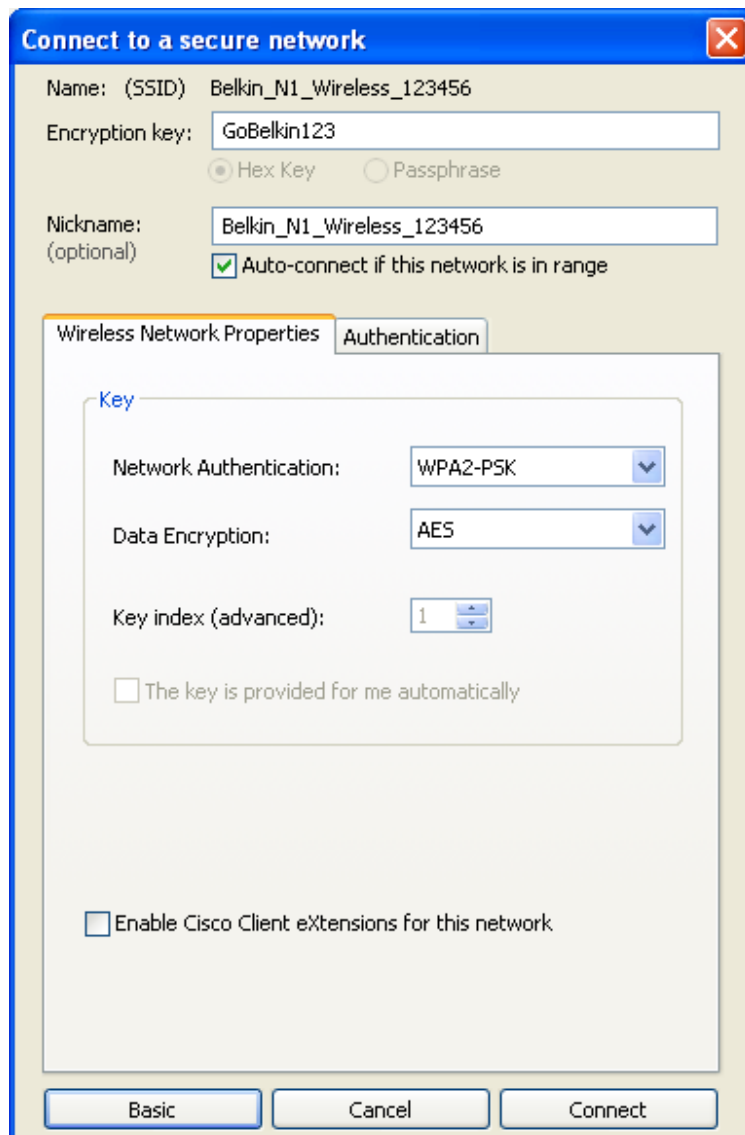 Connect to a secure network
Name: (SSID) Belkin_N1_Wireless_123456
Encryption key: GoBelkin123
Hex Key Passphrase
Nickname: Belkin_N1_Wireless_123456
(optional)
Auto-connect if this network is in range
Wireless Network Properties Authentication
Key
Network Authentication: WPA2-PSK
Data Encryption: AES
Key index (advanced): 1
The key is provided for me automatically
Enable Cisco Client eXtensions for this network
Basic Cancel Connect